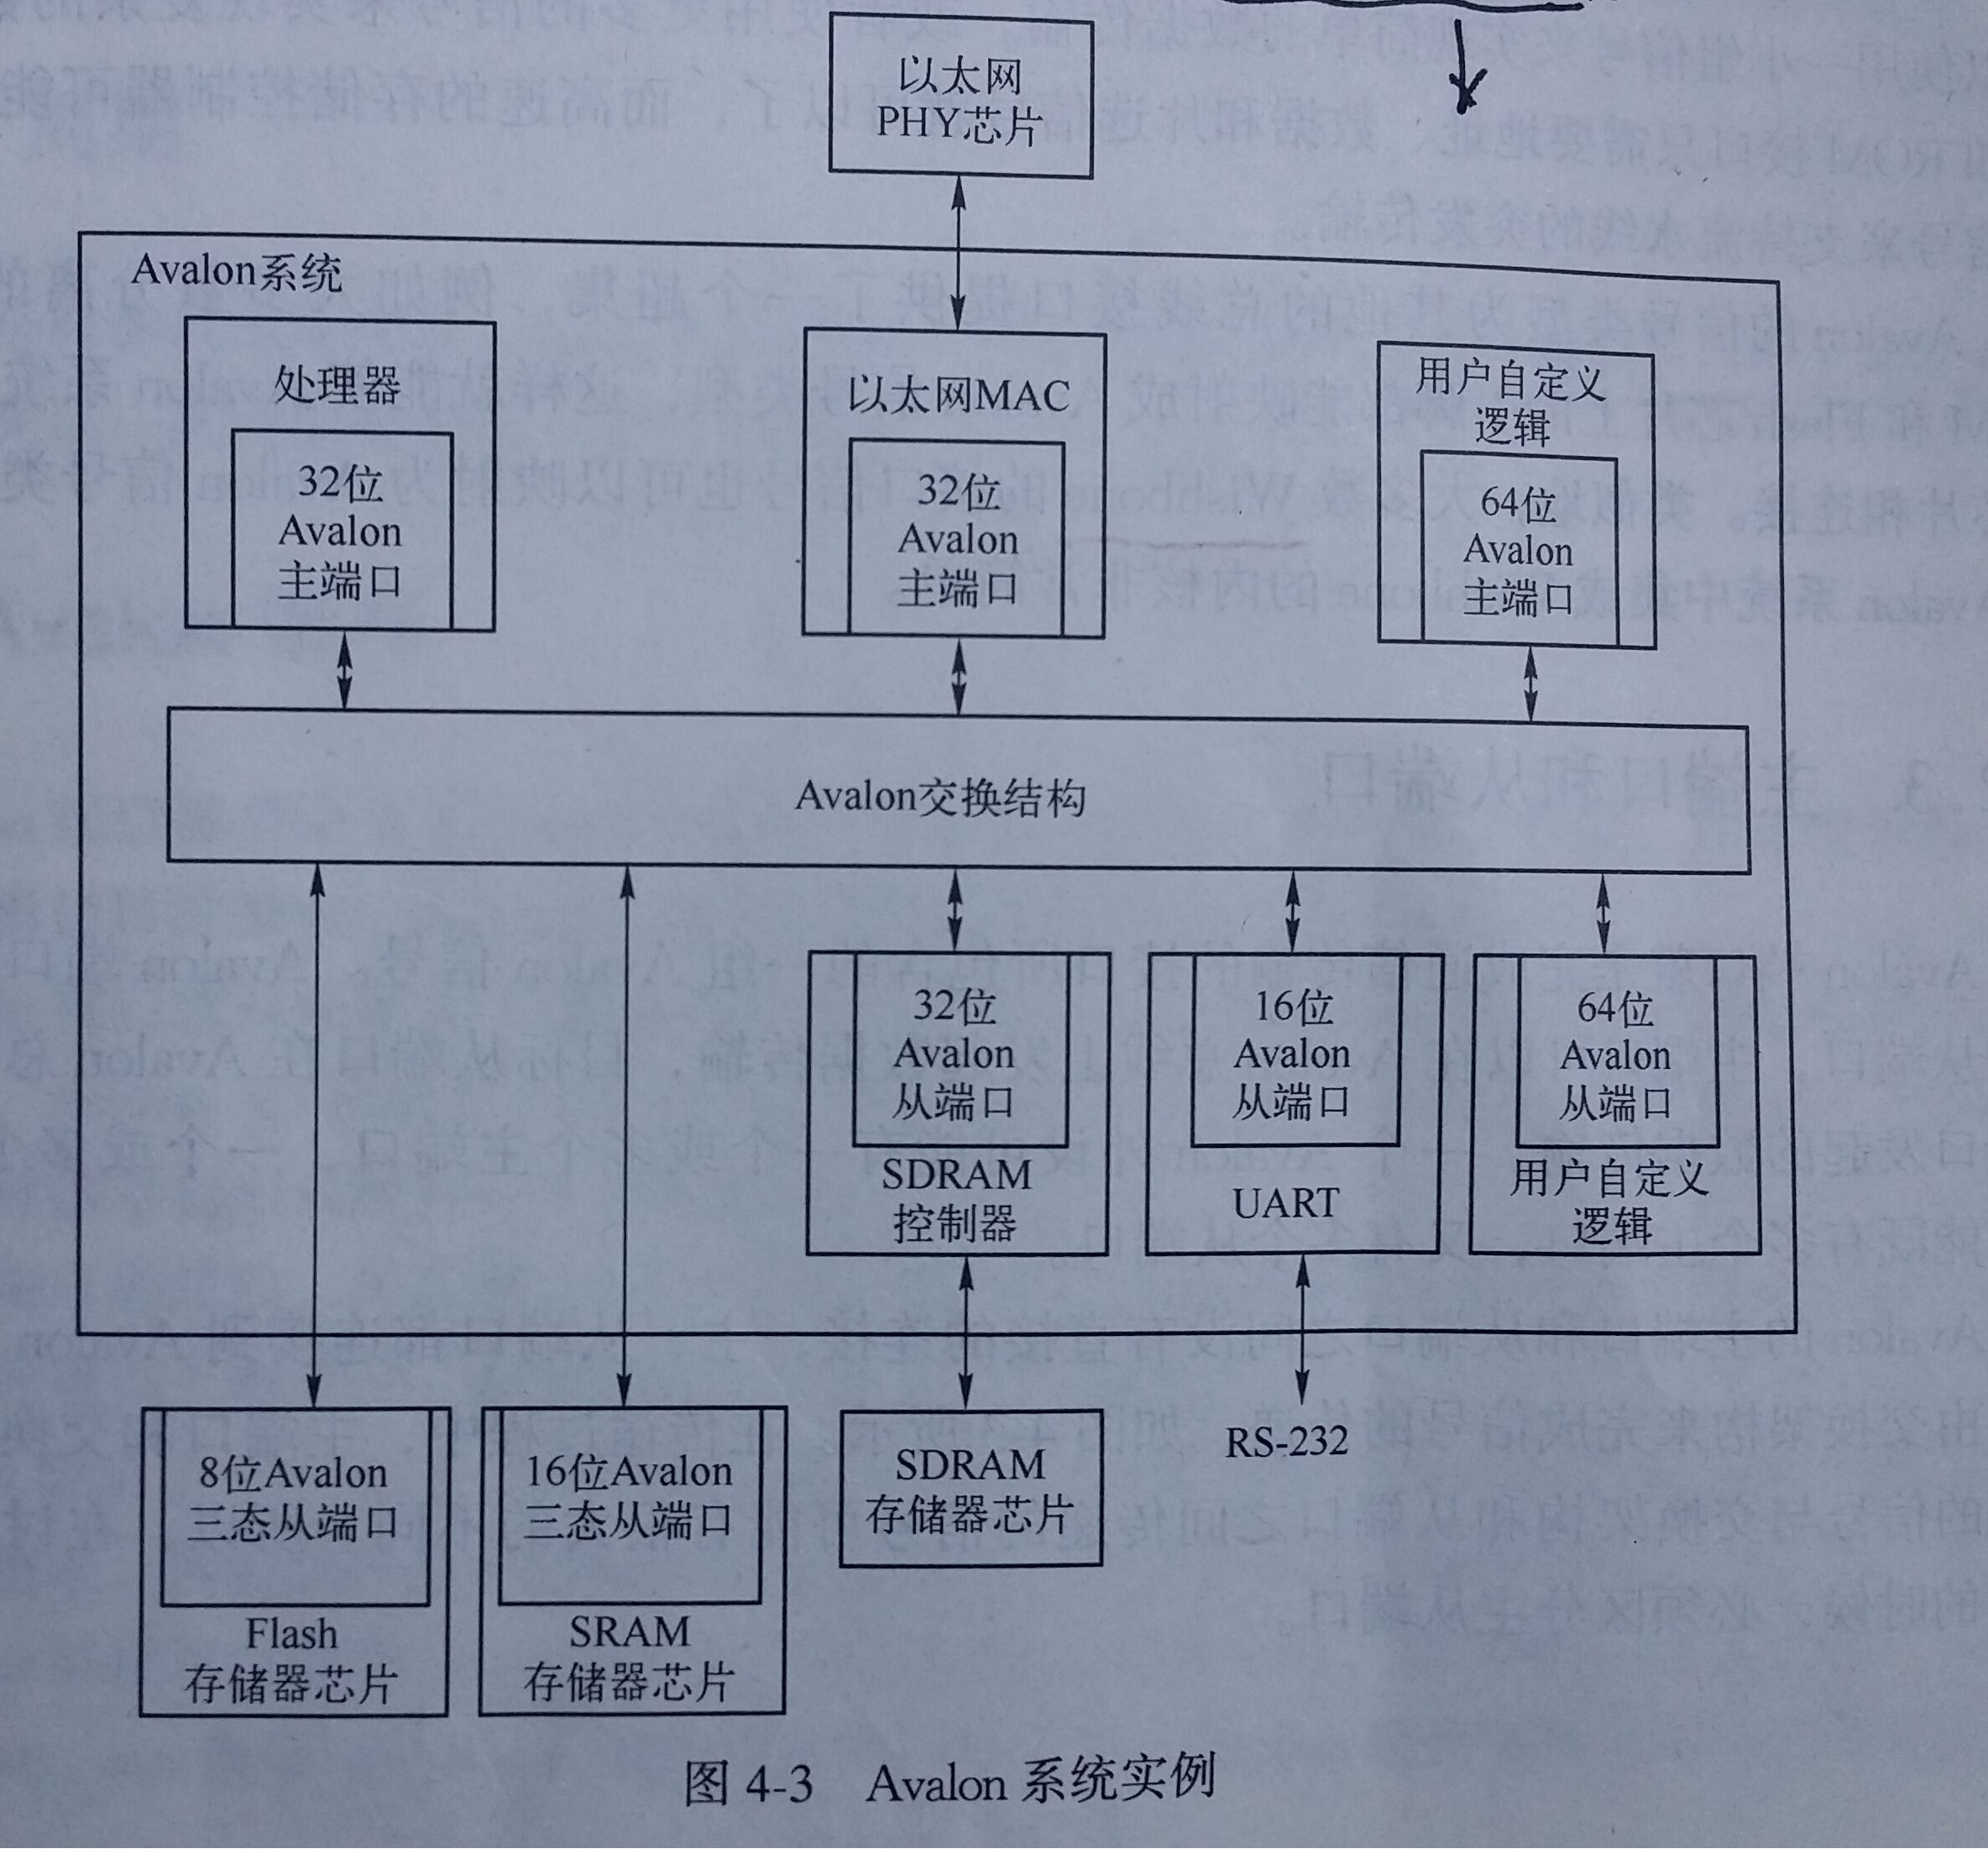 以太网
PHY芯片
Avalon系统
处理器
32位
Avalon
主端口
以太网MAC
32位
Avalon
主端口
用户自定义
逻辑
64位
Avalon
主端口
Avalon交换结构
32位
Avalon
从端口
SDRAM
控制器
16位
Avalon
从端口
UART
64位
Avalon
从端口
用户自定义
逻辑
8位Avalon
三态从端口
Flash
存储器芯片
16位Avalon
三态从端口
SRAM
存储器芯片
SDRAM
存储器芯片
RS-232
图 4-3 Avalon 系统实例